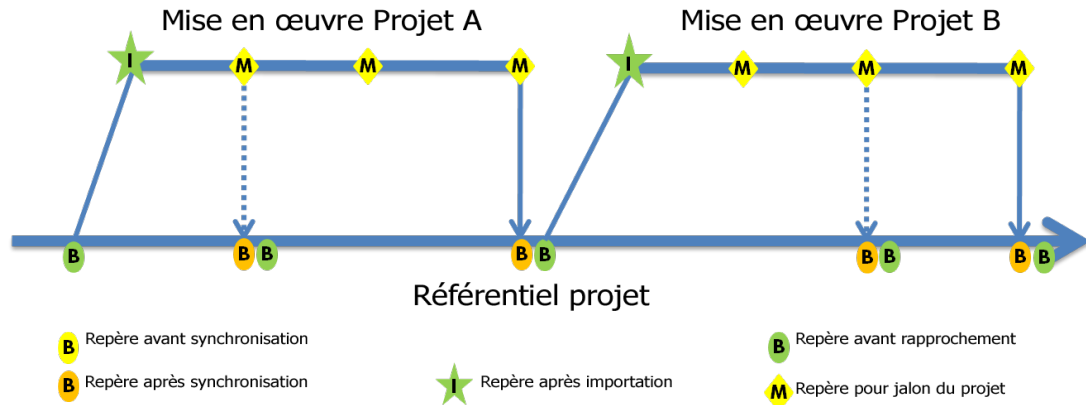 Mise en œuvre Projet A
Mise en œuvre Projet B
I
M
M
M
I
M
M
M
B
B
B
B
B
B
B
B
B
Référentiel projet
B Repère avant synchronisation
B Repère après synchronisation
I Repère après importation
B Repère avant rapprochement
M Repère pour jalon du projet